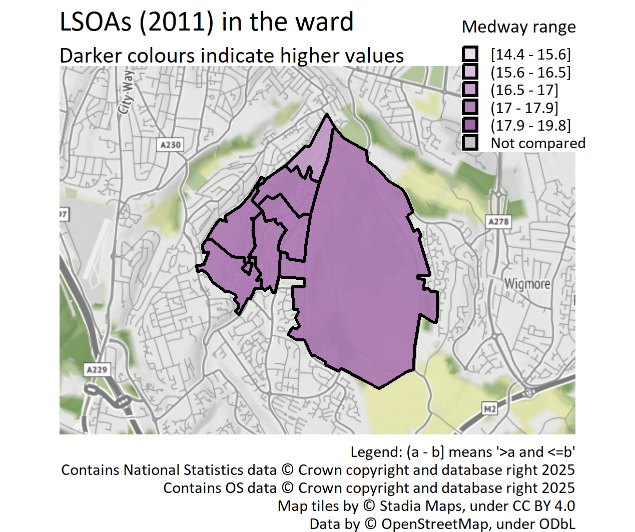 LSOAs (2011) in the ward
Darker colours indicate higher values
Medway range
[14.4 - 15.6]
(15.6 - 16.5]
(16.5 - 17]
(17 - 17.9]
(17.9 - 19.8]
Not compared
City Way
A230
A278
Wigmore
A229
M2
Legend: (a - b] means '>a and <=b'
Contains National Statistics data © Crown copyright and database right 2025
Contains OS data © Crown copyright and database right 2025
Map tiles by © Stadia Maps, under CC BY 4.0
Data by © OpenStreetMap, under ODbL